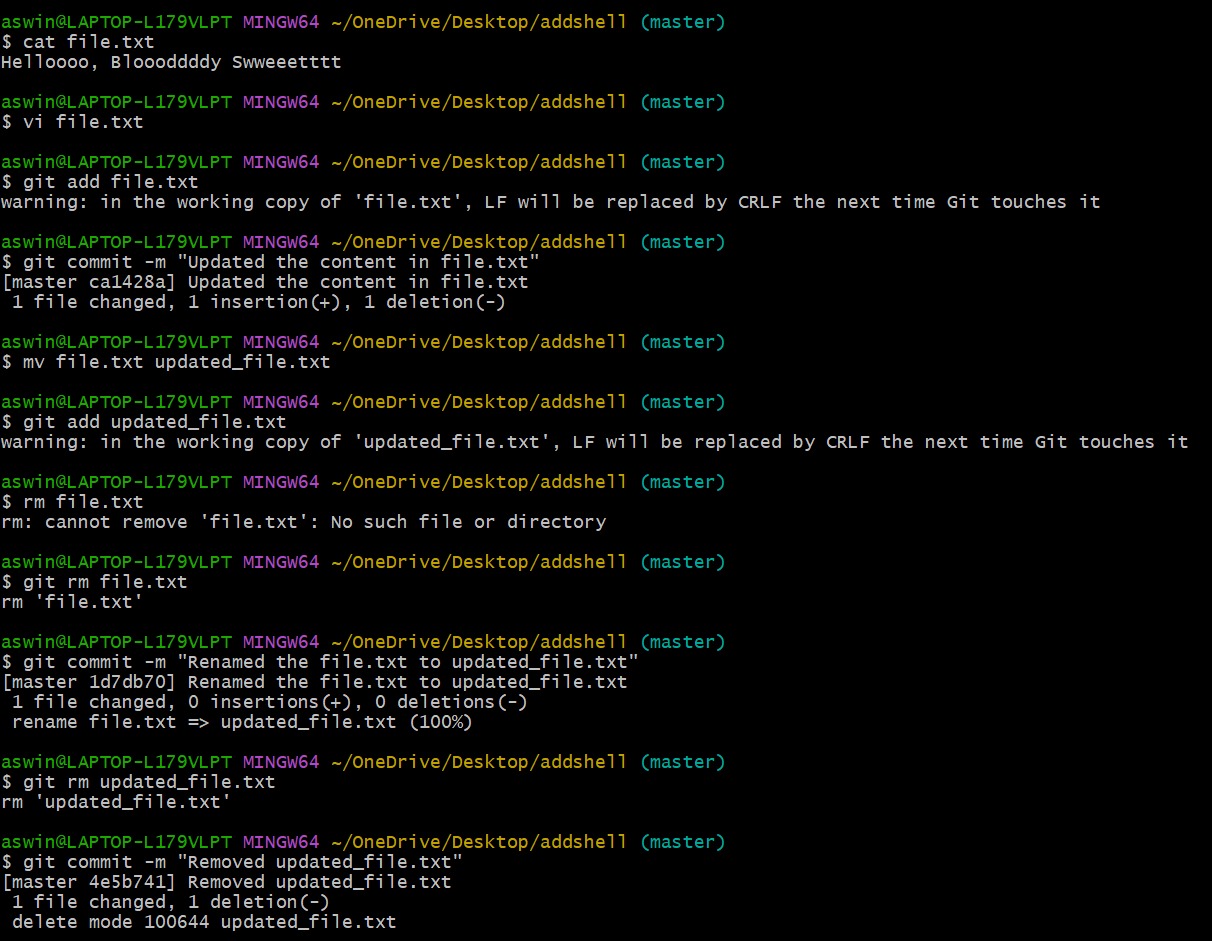 aswin@LAPTOP-L179VLPT MINGW64 ~/OneDrive/Desktop/addshell (master)
$ cat file.txt
Helloooo, Blooodddddy Swweeetttt
aswin@LAPTOP-L179VLPT MINGW64 ~/OneDrive/Desktop/addshell (master)
$ vi file.txt
aswin@LAPTOP-L179VLPT MINGW64 ~/OneDrive/Desktop/addshell (master)
$ git add file.txt
warning: in the working copy of 'file.txt', LF will be replaced by CRLF the next time Git touches it
aswin@LAPTOP-L179VLPT MINGW64 ~/OneDrive/Desktop/addshell (master)
$ git commit -m "Updated the content in file.txt"
[master ca1428a] Updated the content in file.txt
 1 file changed, 1 insertion(+), 1 deletion(-)
aswin@LAPTOP-L179VLPT MINGW64 ~/OneDrive/Desktop/addshell (master)
$ mv file.txt updated_file.txt
aswin@LAPTOP-L179VLPT MINGW64 ~/OneDrive/Desktop/addshell (master)
$ git add updated_file.txt
warning: in the working copy of 'updated_file.txt', LF will be replaced by CRLF the next time Git touches it
aswin@LAPTOP-L179VLPT MINGW64 ~/OneDrive/Desktop/addshell (master)
$ rm file.txt
rm: cannot remove 'file.txt': No such file or directory
aswin@LAPTOP-L179VLPT MINGW64 ~/OneDrive/Desktop/addshell (master)
$ git rm file.txt
rm 'file.txt'
aswin@LAPTOP-L179VLPT MINGW64 ~/OneDrive/Desktop/addshell (master)
$ git commit -m "Renamed the file.txt to updated_file.txt"
[master 1d7db70] Renamed the file.txt to updated_file.txt
 1 file changed, 0 insertions(+), 0 deletions(-)
 rename file.txt => updated_file.txt (100%)
aswin@LAPTOP-L179VLPT MINGW64 ~/OneDrive/Desktop/addshell (master)
$ git rm updated_file.txt
rm 'updated_file.txt'
aswin@LAPTOP-L179VLPT MINGW64 ~/OneDrive/Desktop/addshell (master)
$ git commit -m "Removed updated_file.txt"
[master 4e5b741] Removed updated_file.txt
 1 file changed, 1 deletion(-)
 delete mode 100644 updated_file.txt